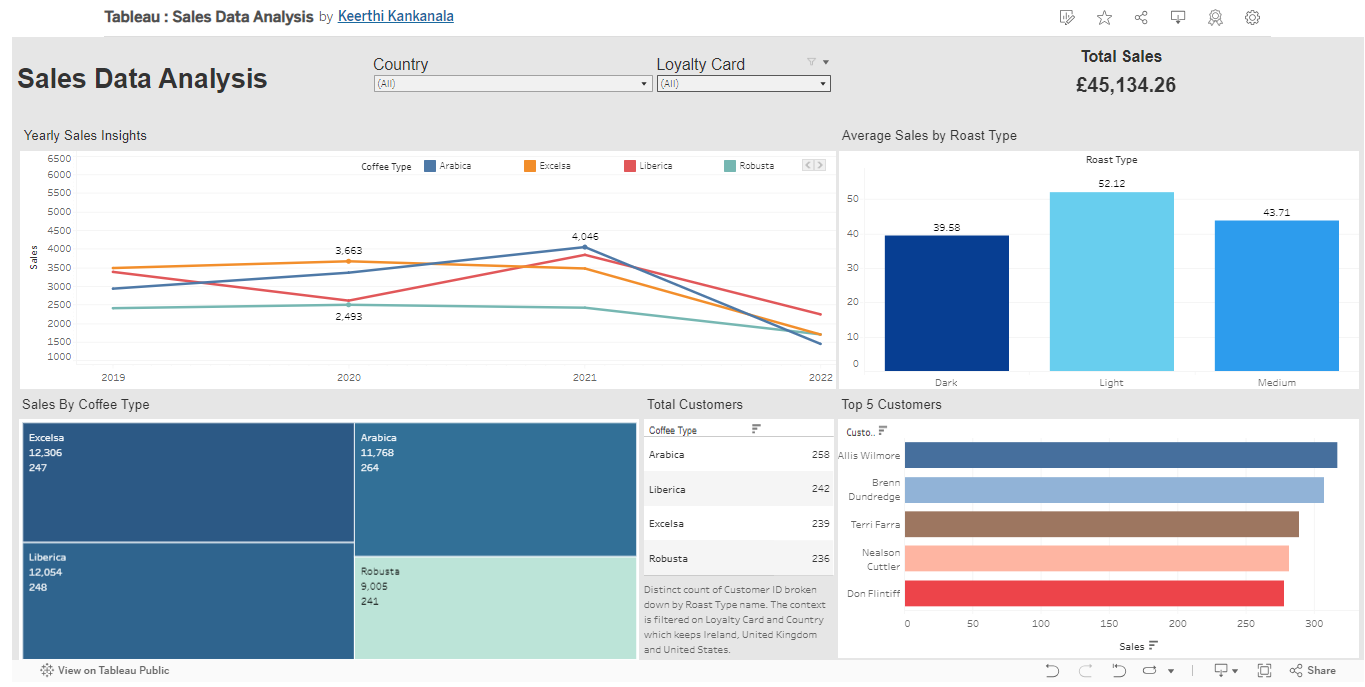 Tableau : Sales Data Analysis by Keerthi Kankanala
Sales Data Analysis
Country
(All)
Loyalty Card
(All)
Total Sales
£45,134.26
Yearly Sales Insights
Coffee Type Arabica Excelsa Liberica Robusta
6500
6000
5500
5000
4500
4000
3500
3000
2500
2000
1500
1000
Sales
3,663
4,046
2,493
2019 2020 2021 2022
Average Sales by Roast Type
Roast Type
50
40
30
20
10
0
39.58
52.12
43.71
Dark Light Medium
Sales By Coffee Type
Excelsa
12,306
247
Arabica
11,768
264
Liberica
12,054
248
Robusta
9,005
241
Total Customers
Coffee Type
Arabica 258
Liberica 242
Excelsa 239
Robusta 236
Distinct count of Customer ID broken
down by Roast Type name. The context
is filtered on Loyalty Card and Country
which keeps Ireland, United Kingdom
and United States.
Top 5 Customers
Custo..
Allis Wilmore
Brenn
Dundredge
Terri Farra
Nealson
Cuttler
Don Flintiff
0 50 100 150 200 250 300
Sales
View on Tableau Public
Share